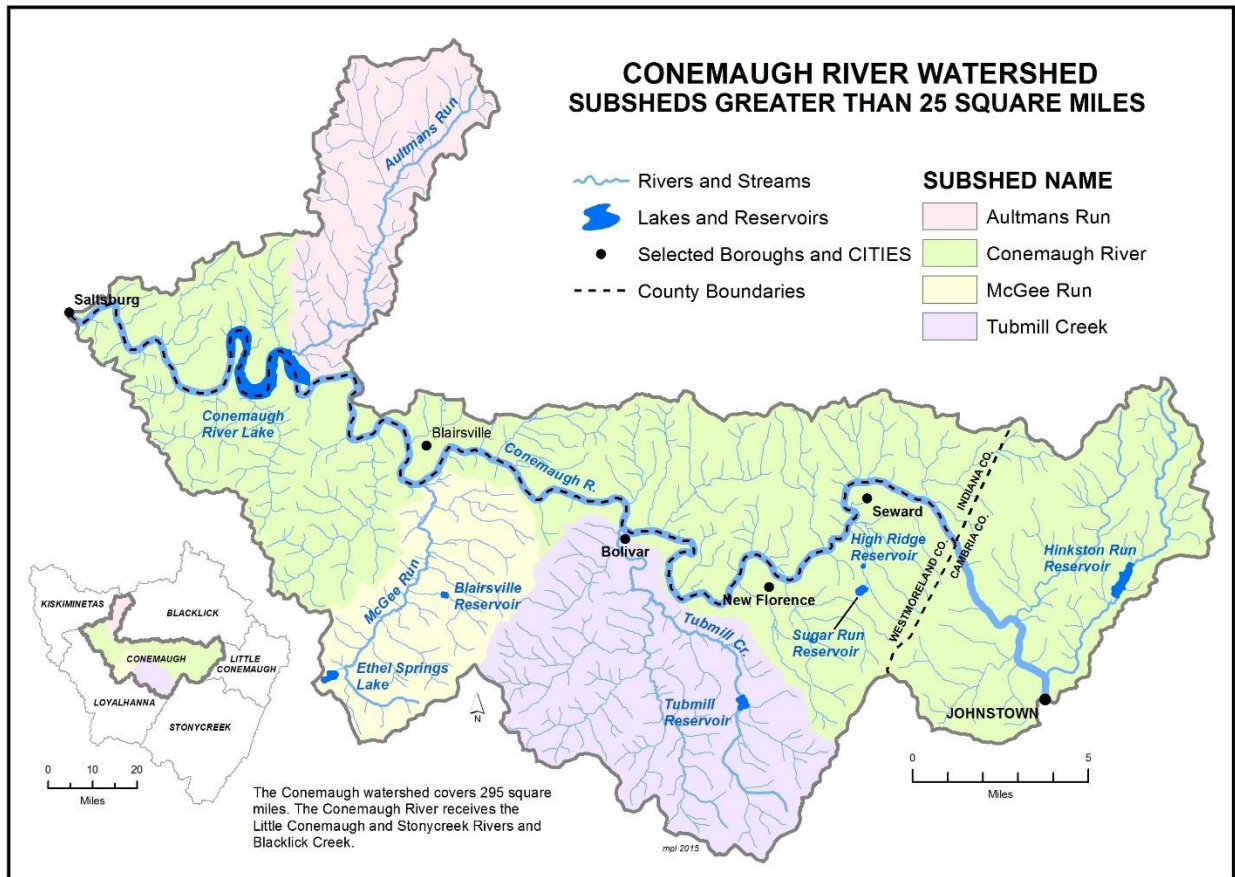 CONEMAUGH RIVER WATERSHED
SUBSHEDS GREATER THAN 25 SQUARE MILES
Rivers and Streams
Lakes and Reservoirs
Selected Boroughs and CITIES
County Boundaries
SUBSHED NAME
Aultmans Run
Conemaugh River
McGee Run
Tubmill Creek
Aultmans Run
Saltsburg
Conemaugh
River Lake
Blairsville
Conemaugh R.
Seward
INDIANA CO.
WESTMORELAND CO.
CAMBRIA CO.
High Ridge
Reservoir
Hinkston Run
Reservoir
Bolivar
New Florence
McGee Run
Blairsville
Reservoir
Sugar Run
Reservoir
Tubmill Cr.
Ethel Springs
Lake
Tubmill
Reservoir
JOHNSTOWN
N
KISKIMINETAS
BLACKLICK
CONEMAUGH
LITTLE
CONEMAUGH
LOYALHANNA
STONYCREEK
0 10 20
Miles
0 5
Miles
The Conemaugh watershed covers 295 square
miles. The Conemaugh River receives the
Little Conemaugh and Stonycreek Rivers and
Blacklick Creek.
mpl 2015